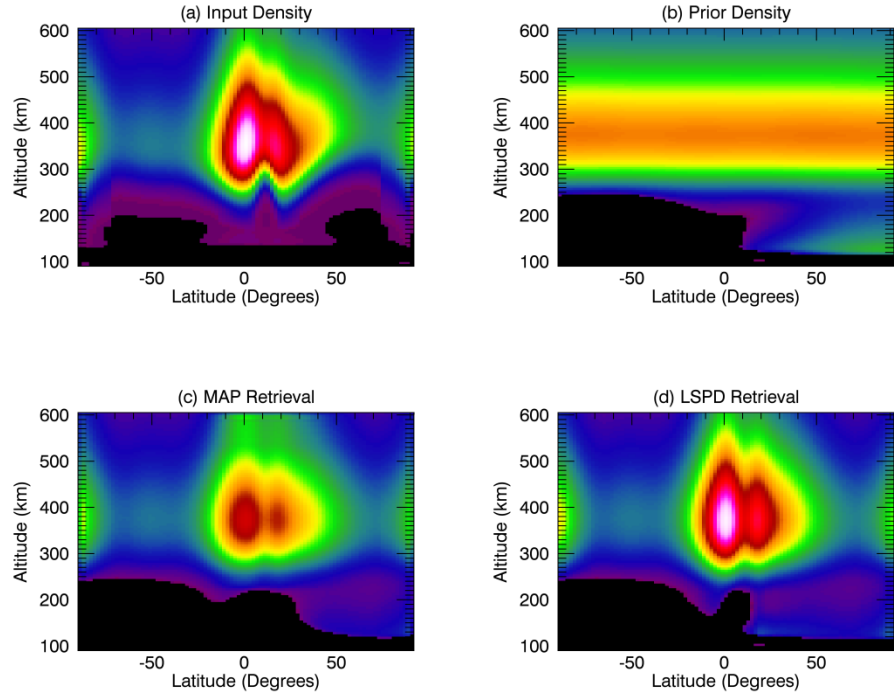 (a) Input Density
(b) Prior Density
600
500
400
300
200
100
Altitude (km)
-50 0 50
Latitude (Degrees)
600
500
400
300
200
100
Altitude (km)
-50 0 50
Latitude (Degrees)
(c) MAP Retrieval
(d) LSPD Retrieval
600
500
400
300
200
100
Altitude (km)
-50 0 50
Latitude (Degrees)
600
500
400
300
200
100
Altitude (km)
-50 0 50
Latitude (Degrees)